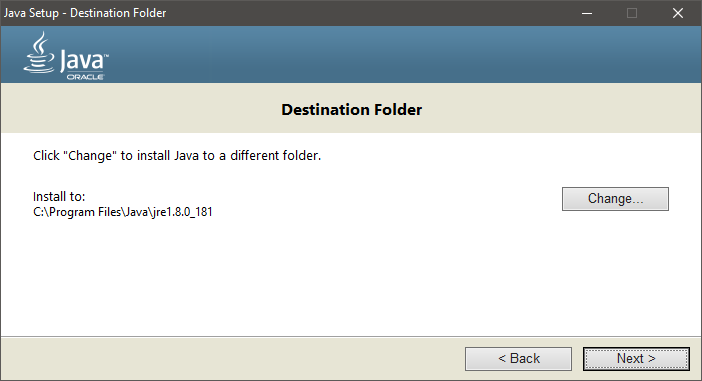 Java Setup - Destination Folder
Java™
ORACLE
Destination Folder
Click "Change" to install Java to a different folder.
Install to:
C:\Program Files\Java\jre1.8.0_181
Change...
< Back
Next >